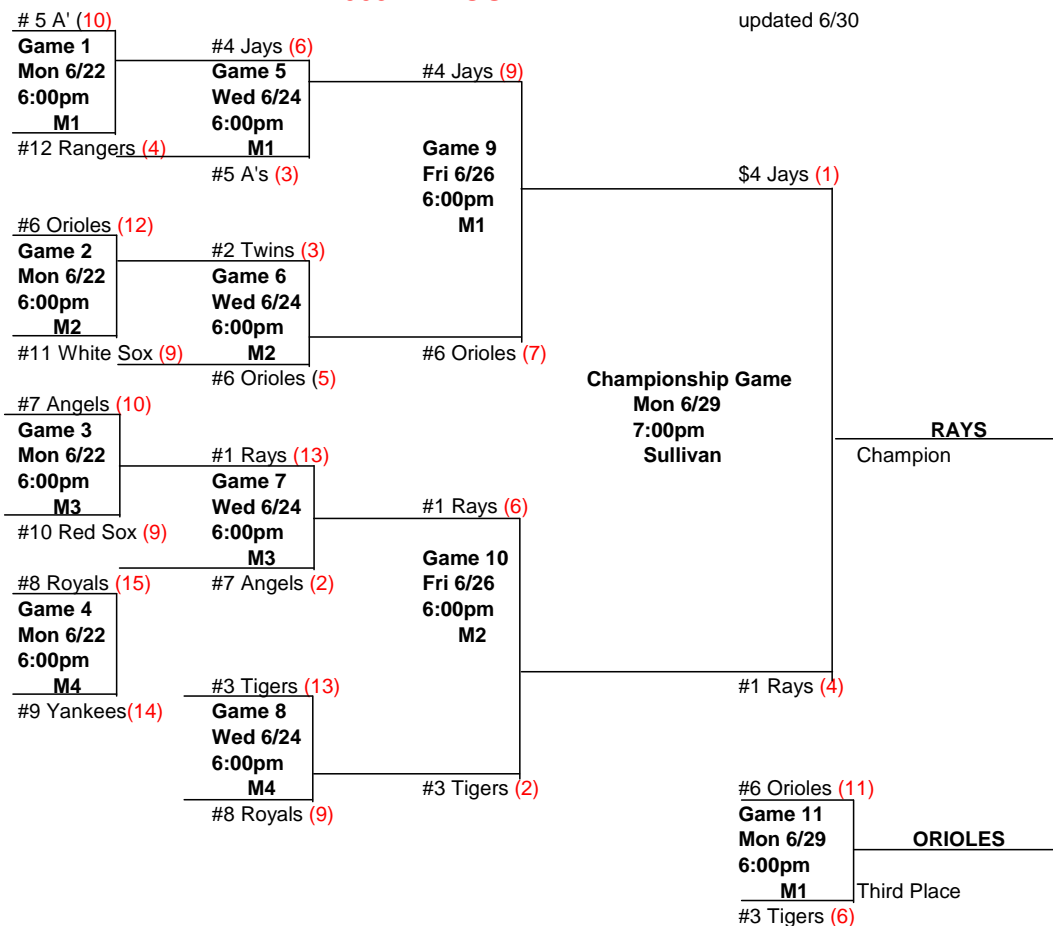 # 5 A' (10)
updated 6/30
Game 1
Mon 6/22
6:00pm
M1
#12 Rangers (4)
#4 Jays (6)
Game 5
Wed 6/24
6:00pm
M1
#5 A's (3)
#4 Jays (9)
Game 9
Fri 6/26
6:00pm
M1
#6 Orioles (7)
$4 Jays (1)
#6 Orioles (12)
Game 2
Mon 6/22
6:00pm
M2
#11 White Sox (9)
#2 Twins (3)
Game 6
Wed 6/24
6:00pm
M2
#6 Orioles (5)
Championship Game
Mon 6/29
7:00pm
Sullivan
RAYS
Champion
#7 Angels (10)
Game 3
Mon 6/22
6:00pm
M3
#10 Red Sox (9)
#1 Rays (13)
Game 7
Wed 6/24
6:00pm
M3
#7 Angels (2)
#1 Rays (6)
Game 10
Fri 6/26
6:00pm
M2
#3 Tigers (2)
#1 Rays (4)
#8 Royals (15)
Game 4
Mon 6/22
6:00pm
M4
#9 Yankees(14)
#3 Tigers (13)
Game 8
Wed 6/24
6:00pm
M4
#8 Royals (9)
#6 Orioles (11)
Game 11
Mon 6/29
6:00pm
M1
#3 Tigers (6)
ORIOLES
Third Place